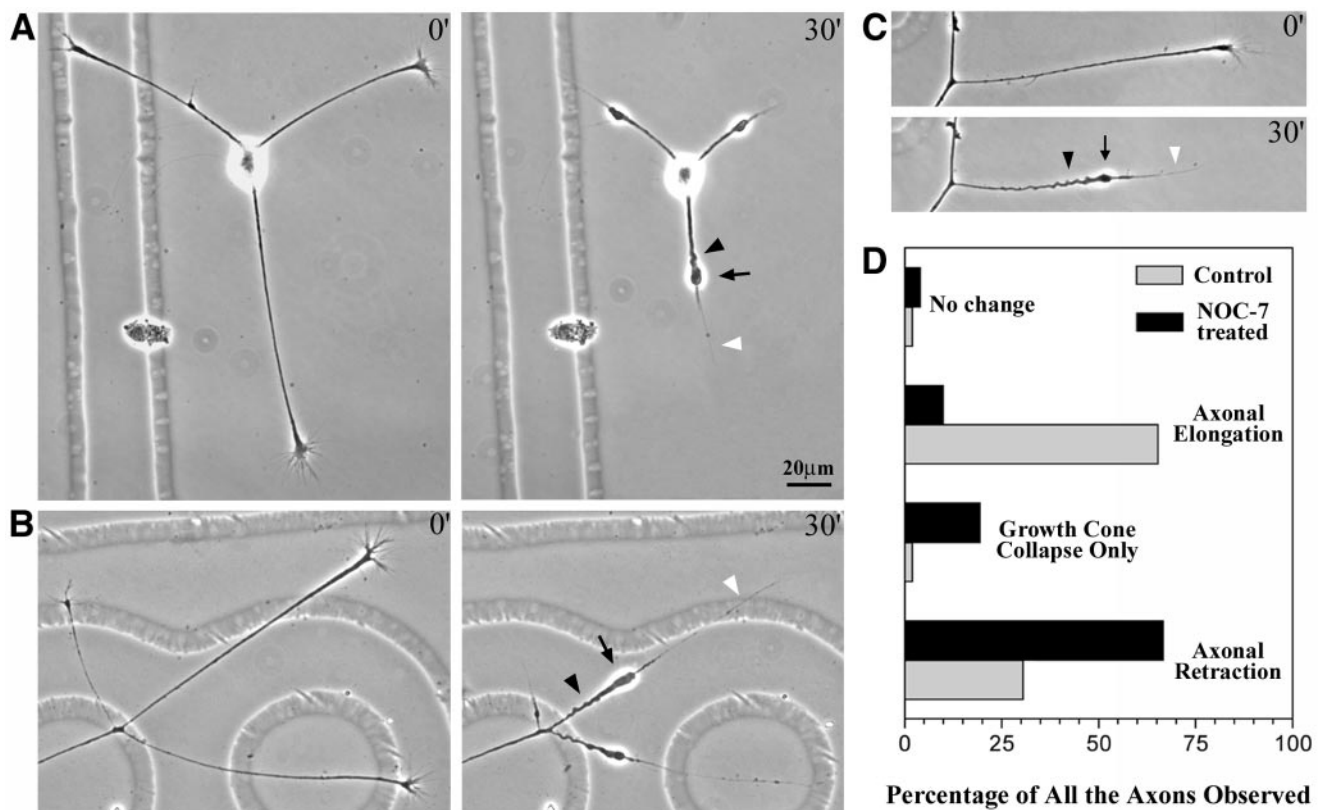 A
0'
30'
20μm
B
0'
30'
C
0'
30'
D
Control
NOC-7
treated
No change
Axonal
Elongation
Growth Cone
Collapse Only
Axonal
Retraction
0 25 50 75 100
Percentage of All the Axons Observed